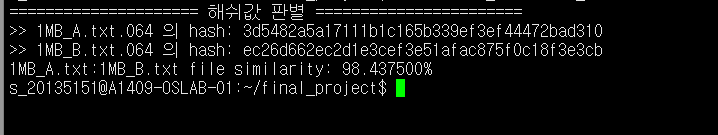 ==================== 해쉬값 판별 =======================
>> 1MB_A.txt.064 의 hash: 3d5482a5a17111b1c165b339ef3ef44472bad310
>> 1MB_B.txt.064 의 hash: ec26d662ec2d1e3cef3e51afac875f0c18f3e3cb
1MB_A.txt:1MB_B.txt file similarity: 98.437500%
s_20135151@A1409-OSLAB-01:~/final_project$